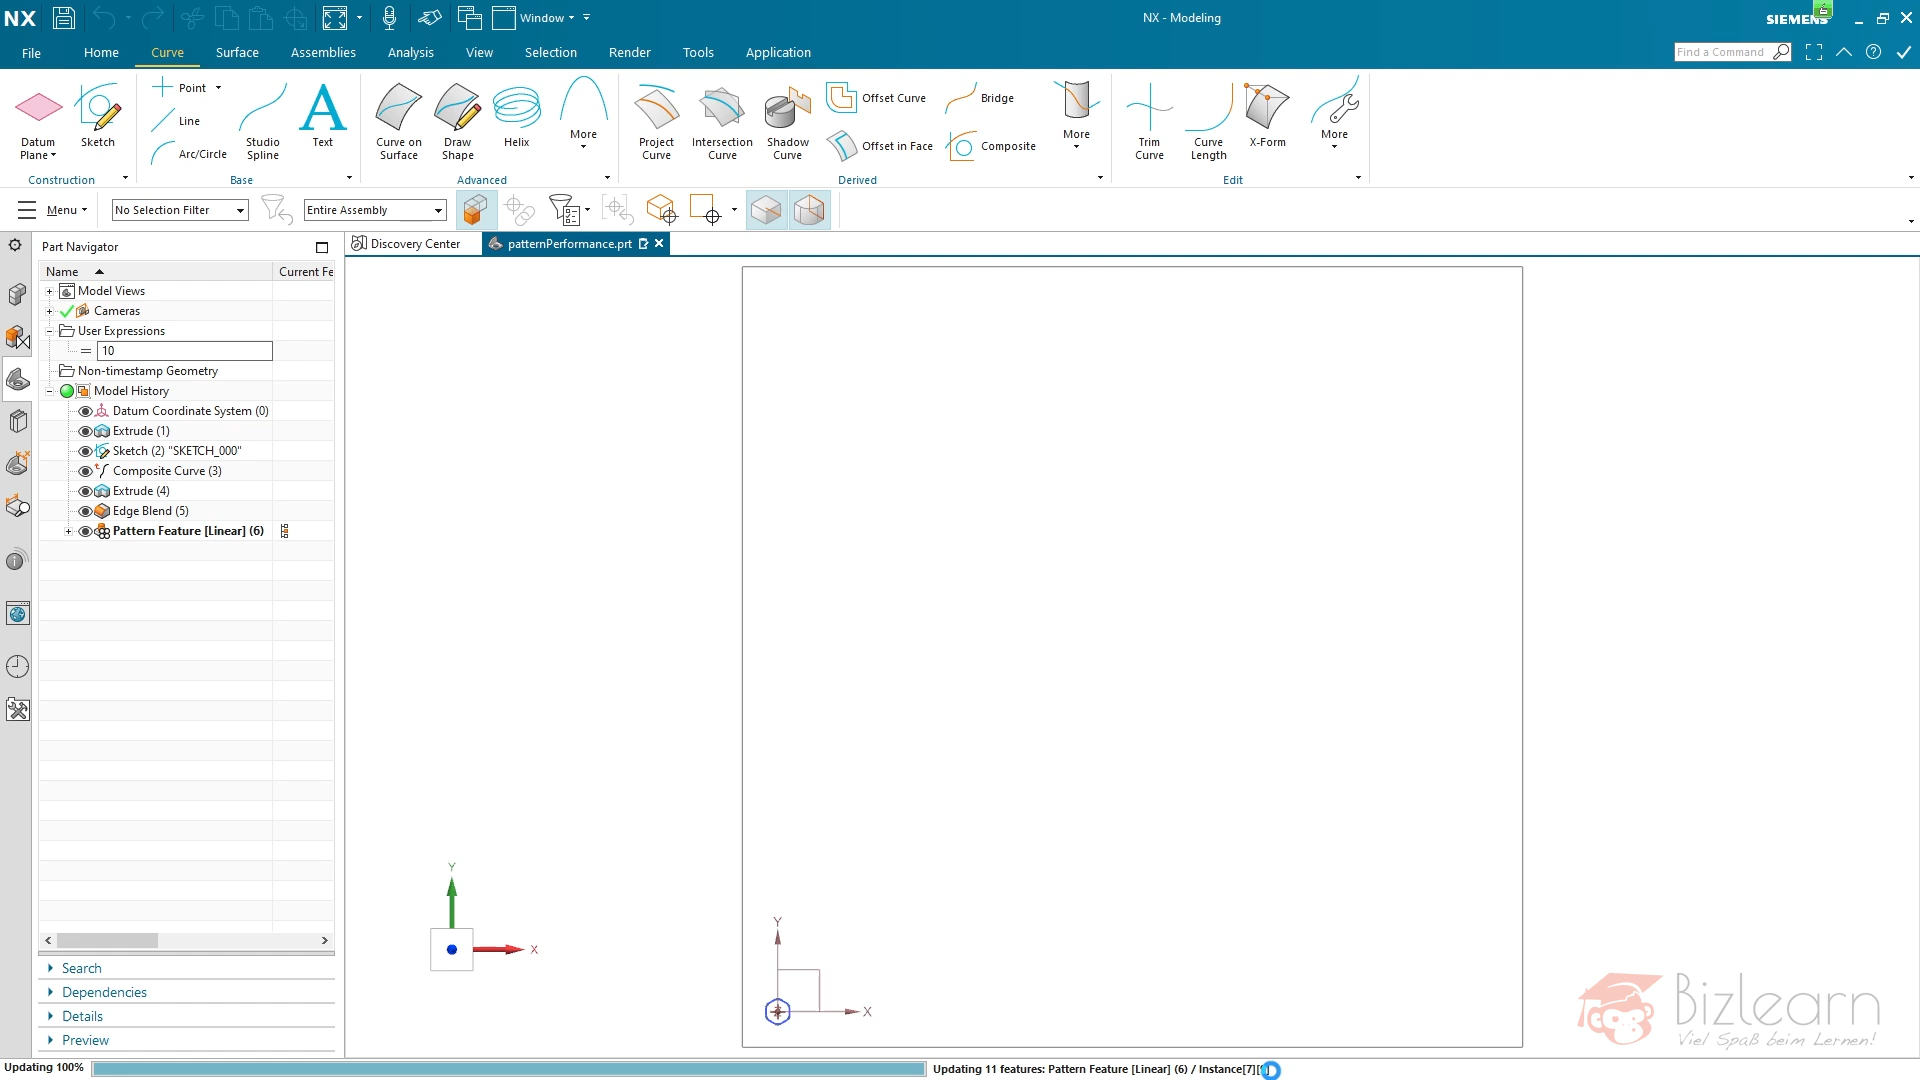 NX
Window
NX - Modeling
SIEMENS
File
Home
Curve
Surface
Assemblies
Analysis
View
Selection
Render
Tools
Application
Find a Command
Datum Plane
Sketch
Point
Line
Arc/Circle
Studio Spline
Text
Curve on Surface
Draw Shape
Helix
More
Project Curve
Intersection Curve
Shadow Curve
Offset Curve
Offset in Face
Bridge
Composite
More
Trim Curve
Curve Length
X-Form
More
Construction
Base
Advanced
Derived
Edit
Menu
No Selection Filter
Entire Assembly
Part Navigator
Discovery Center
patternPerformance.prt
Name
Current Fe
Model Views
Cameras
User Expressions
10
Non-timestamp Geometry
Model History
Datum Coordinate System (0)
Extrude (1)
Sketch (2) "SKETCH_000"
Composite Curve (3)
Extrude (4)
Edge Blend (5)
Pattern Feature [Linear] (6)
Y
X
Y
X
Search
Dependencies
Details
Preview
Bizlearn
Viel Spaß beim Lernen!
Updating 100%
Updating 11 features: Pattern Feature [Linear] (6) / Instance[7][